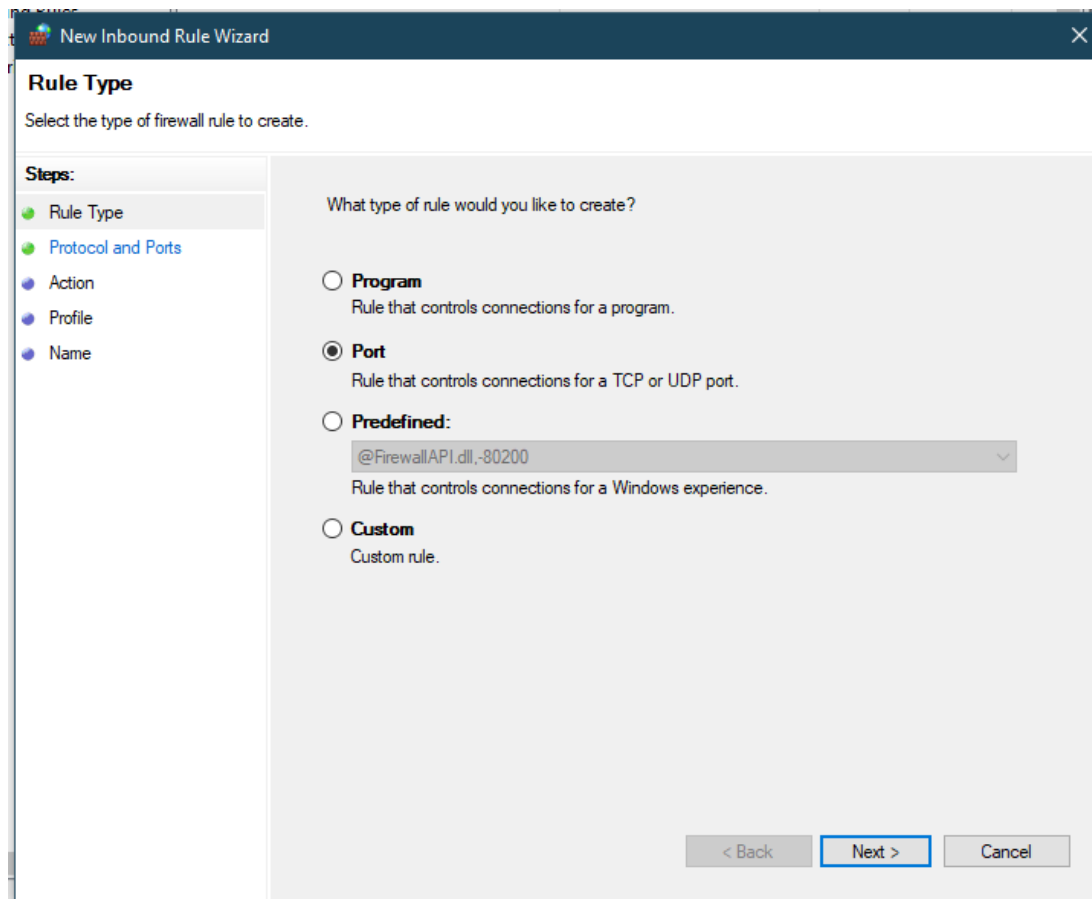 New Inbound Rule Wizard
Rule Type
Select the type of firewall rule to create.
Steps:
Rule Type
Protocol and Ports
Action
Profile
Name
What type of rule would you like to create?
Program
Rule that controls connections for a program.
Port
Rule that controls connections for a TCP or UDP port.
Predefined:
@FirewallAPI.dll,-80200
Rule that controls connections for a Windows experience.
Custom
Custom rule.
< Back
Next >
Cancel